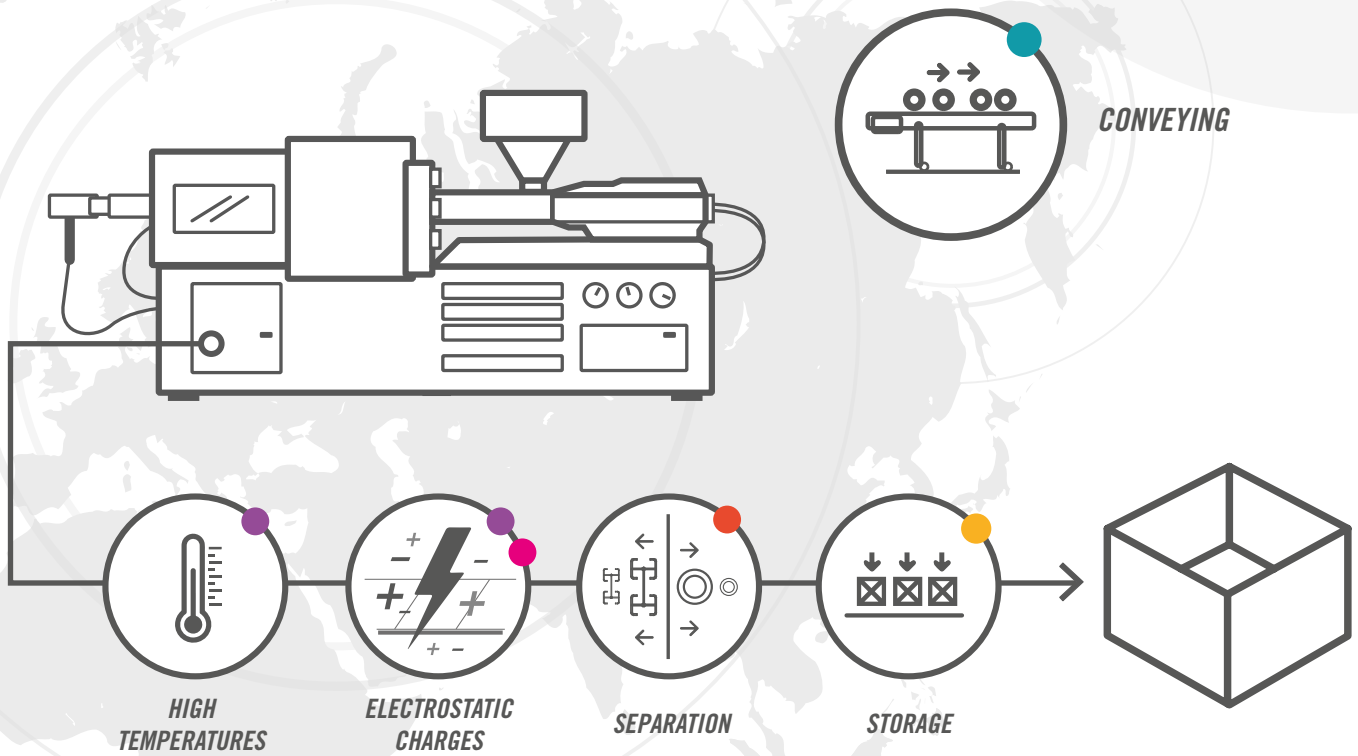 CONVEYING
HIGH
TEMPERATURES
ELECTROSTATIC
CHARGES
SEPARATION
STORAGE